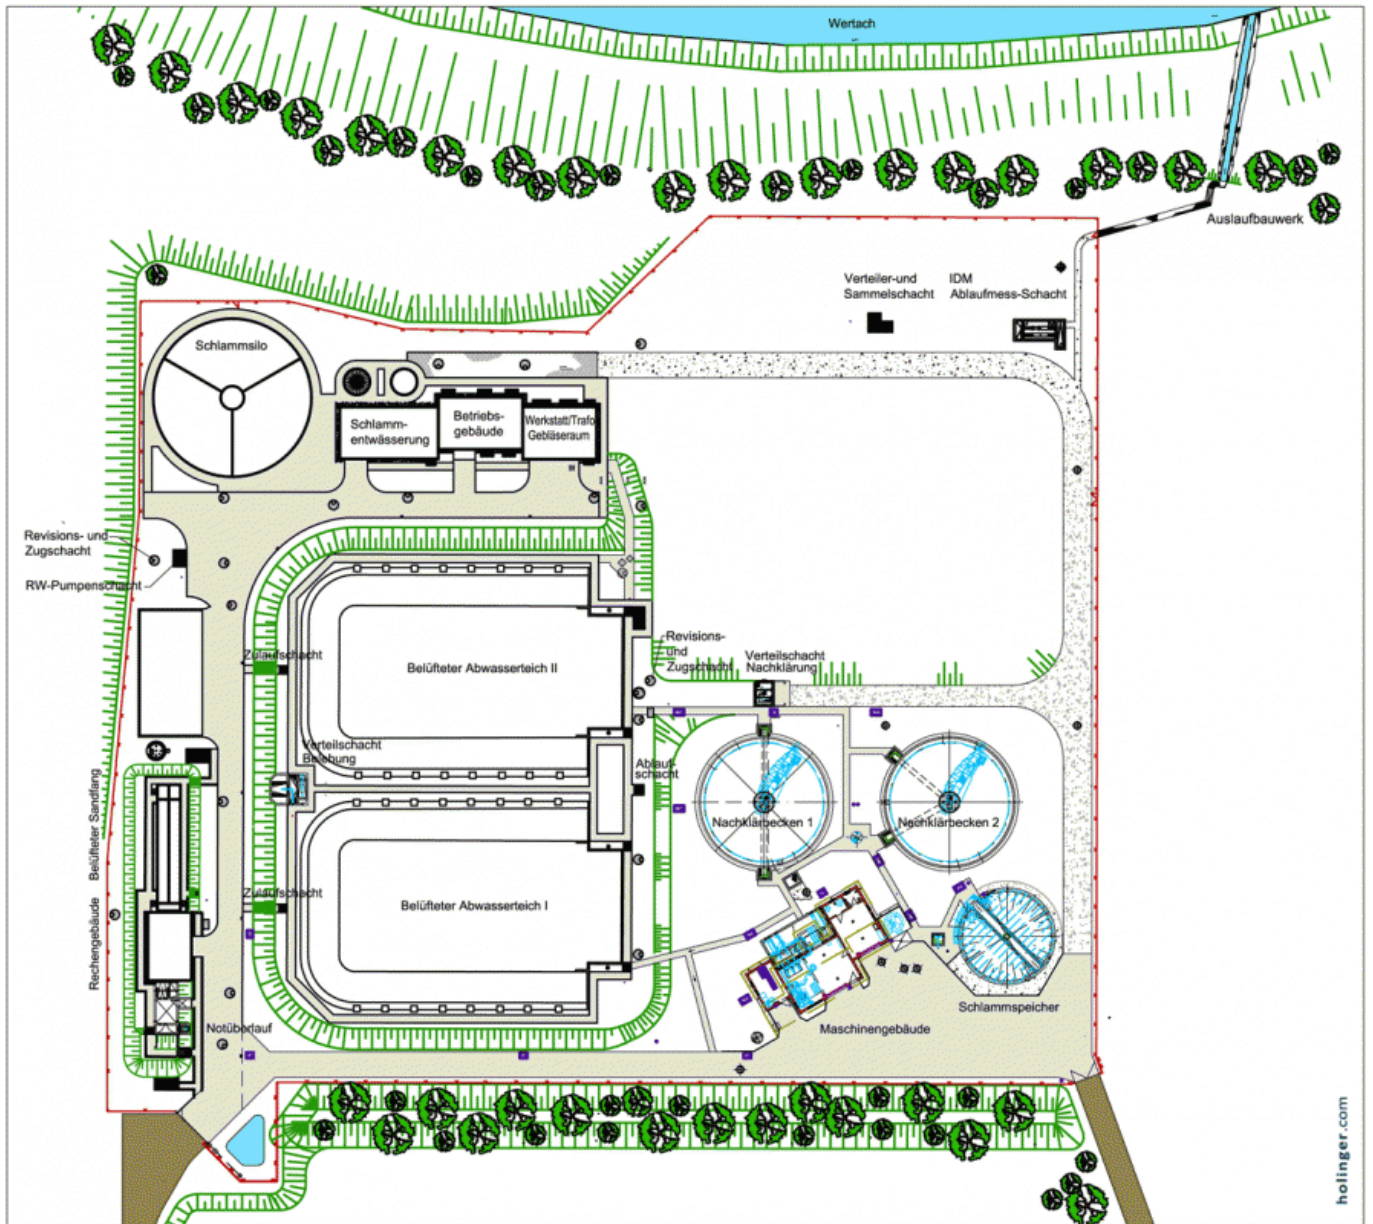 Wertach
Auslaufbauwerk
Verteiler-und
Sammelschacht
IDM
Ablaufmess-Schacht
Schlammsilo
Schlamm-
entwässerung
Betriebs-
gebäude
Werkstatt/Trafo
Gebläseraum
Revisions- und
Zugschacht
RW-Pumpenschacht
Zulaufschacht
Belüfteter Abwasserteich II
Revisions-
und
Zugschacht
Verteilschacht
Nachklärung
Verteilschacht
Belebung
Ablauf-
schacht
Nachklärbecken 1
Nachklärbecken 2
Rechengebäude
Belüfteter Sandfang
Zulaufschacht
Belüfteter Abwasserteich I
Schlammspeicher
Maschinengebäude
Notüberlauf
holinger.com